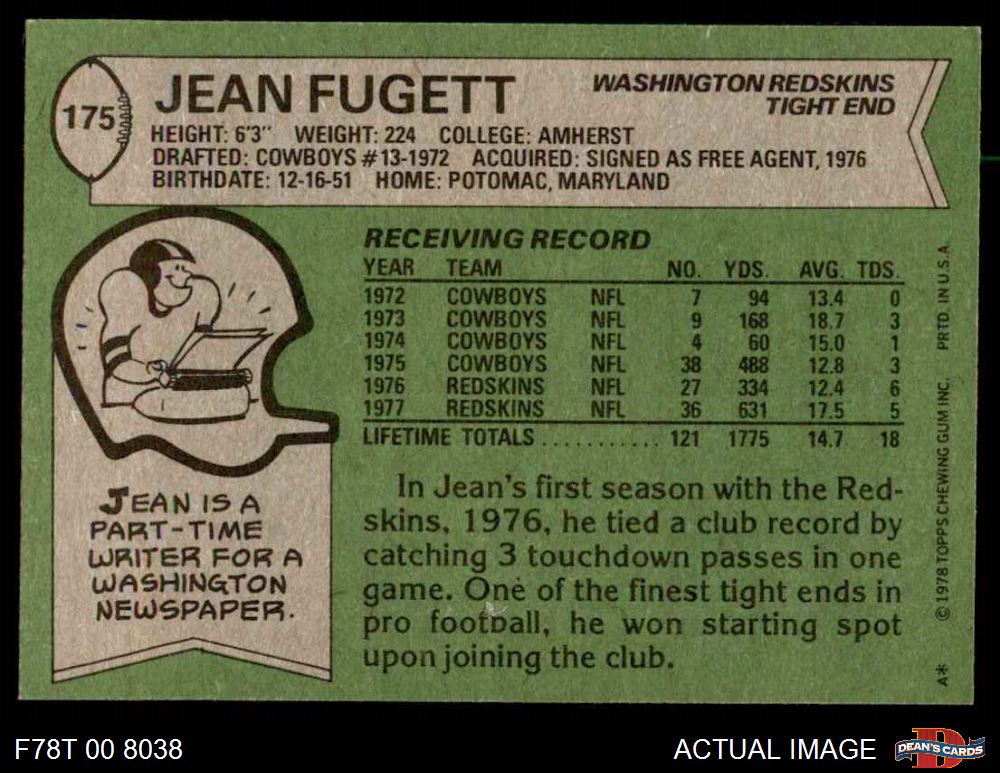 175
JEAN FUGETT
WASHINGTON REDSKINS
TIGHT END
HEIGHT: 6'3" WEIGHT: 224 COLLEGE: AMHERST
DRAFTED: COWBOYS #13-1972 ACQUIRED: SIGNED AS FREE AGENT, 1976
BIRTHDATE: 12-16-51 HOME: POTOMAC, MARYLAND
RECEIVING RECORD
YEAR TEAM NO. YDS. AVG. TDS.
1972 COWBOYS NFL 7 94 13.4 0
1973 COWBOYS NFL 9 168 18.7 3
1974 COWBOYS NFL 4 60 15.0 1
1975 COWBOYS NFL 38 488 12.8 3
1976 REDSKINS NFL 27 334 12.4 6
1977 REDSKINS NFL 36 631 17.5 5
LIFETIME TOTALS ........... 121 1775 14.7 18
JEAN IS A
PART-TIME
WRITER FOR A
WASHINGTON
NEWSPAPER.
In Jean's first season with the Red-
skins, 1976, he tied a club record by
catching 3 touchdown passes in one
game. One of the finest tight ends in
pro football, he won starting spot
upon joining the club.
A* © 1978 TOPPS CHEWING GUM INC. PRTD. IN U.S.A.
F78T 00 8038
ACTUAL IMAGE
D
DEAN'S CARDS